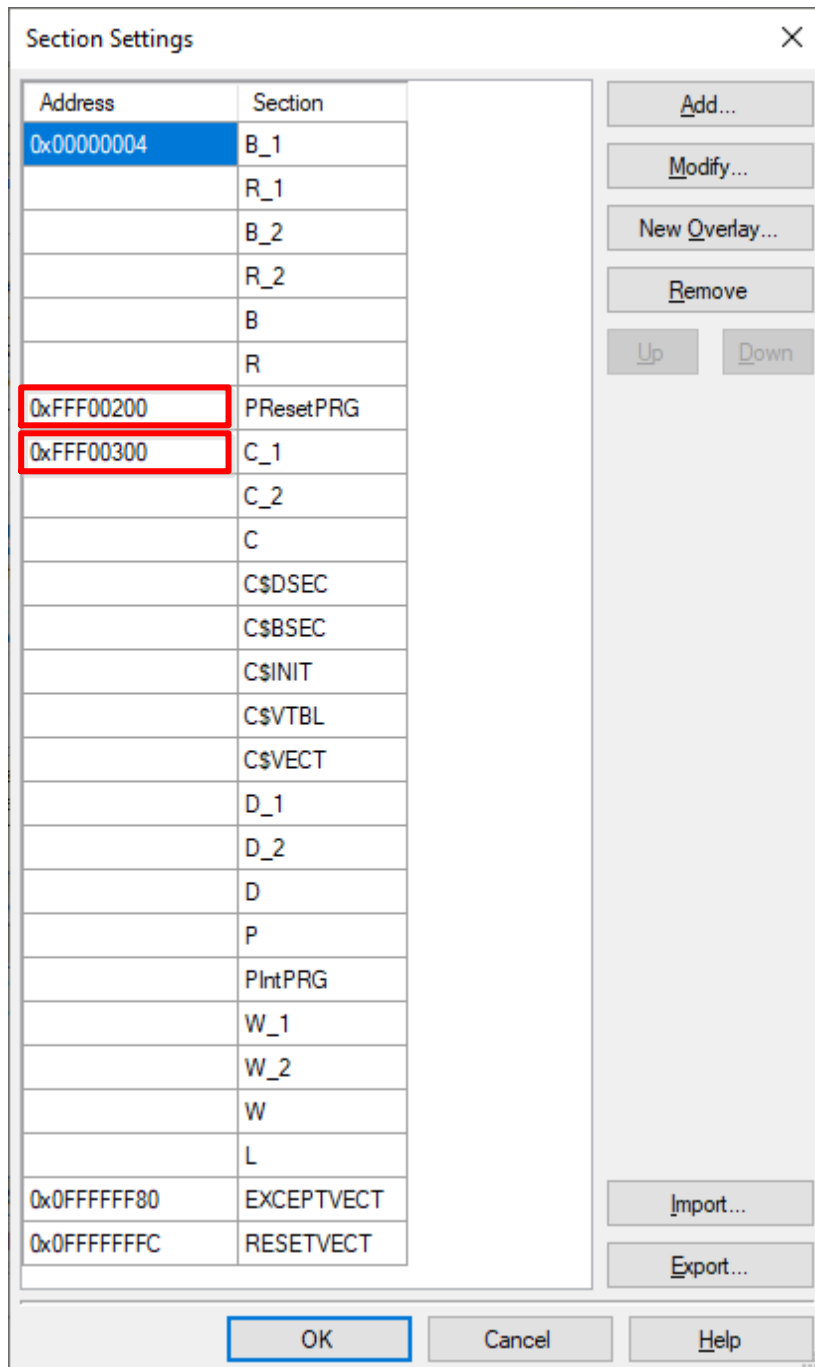 Section Settings
Address Section
0x00000004 B_1
R_1
B_2
R_2
B
R
0xFFF00200 PResetPRG
0xFFF00300 C_1
C_2
C
C$DSEC
C$BSEC
C$INIT
C$VTBL
C$VECT
D_1
D_2
D
P
PIntPRG
W_1
W_2
W
L
0x0FFFFFF80 EXCEPTVECT
0x0FFFFFFFC RESETVECT
Add...
Modify...
New Overlay...
Remove
Up Down
Import...
Export...
OK Cancel Help